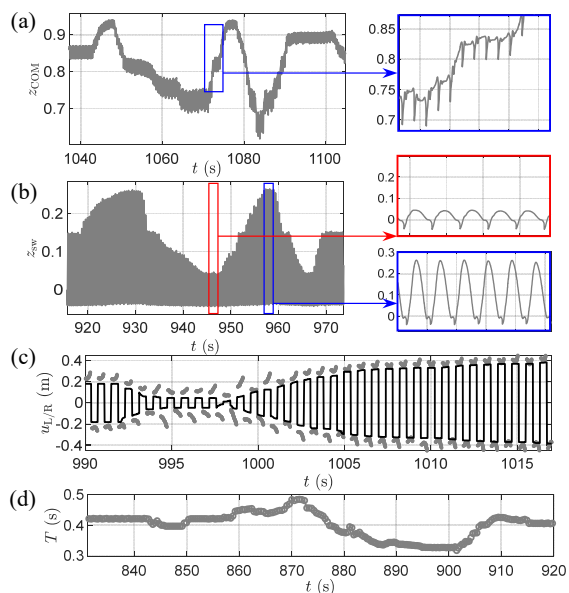 (a)
z_COM
0.9
0.8
0.7
1040 1060 1080 1100
t (s)
0.85
0.8
0.75
0.7
(b)
z_sw
0.2
0.1
0
920 930 940 950 960 970
t (s)
0.2
0.1
0
0.3
0.2
0.1
0
(c)
u_L/R (m)
0.4
0.2
0
-0.2
-0.4
990 995 1000 1005 1010 1015
t (s)
(d)
T (s)
0.5
0.4
0.3
840 850 860 870 880 890 900 910 920
t (s)